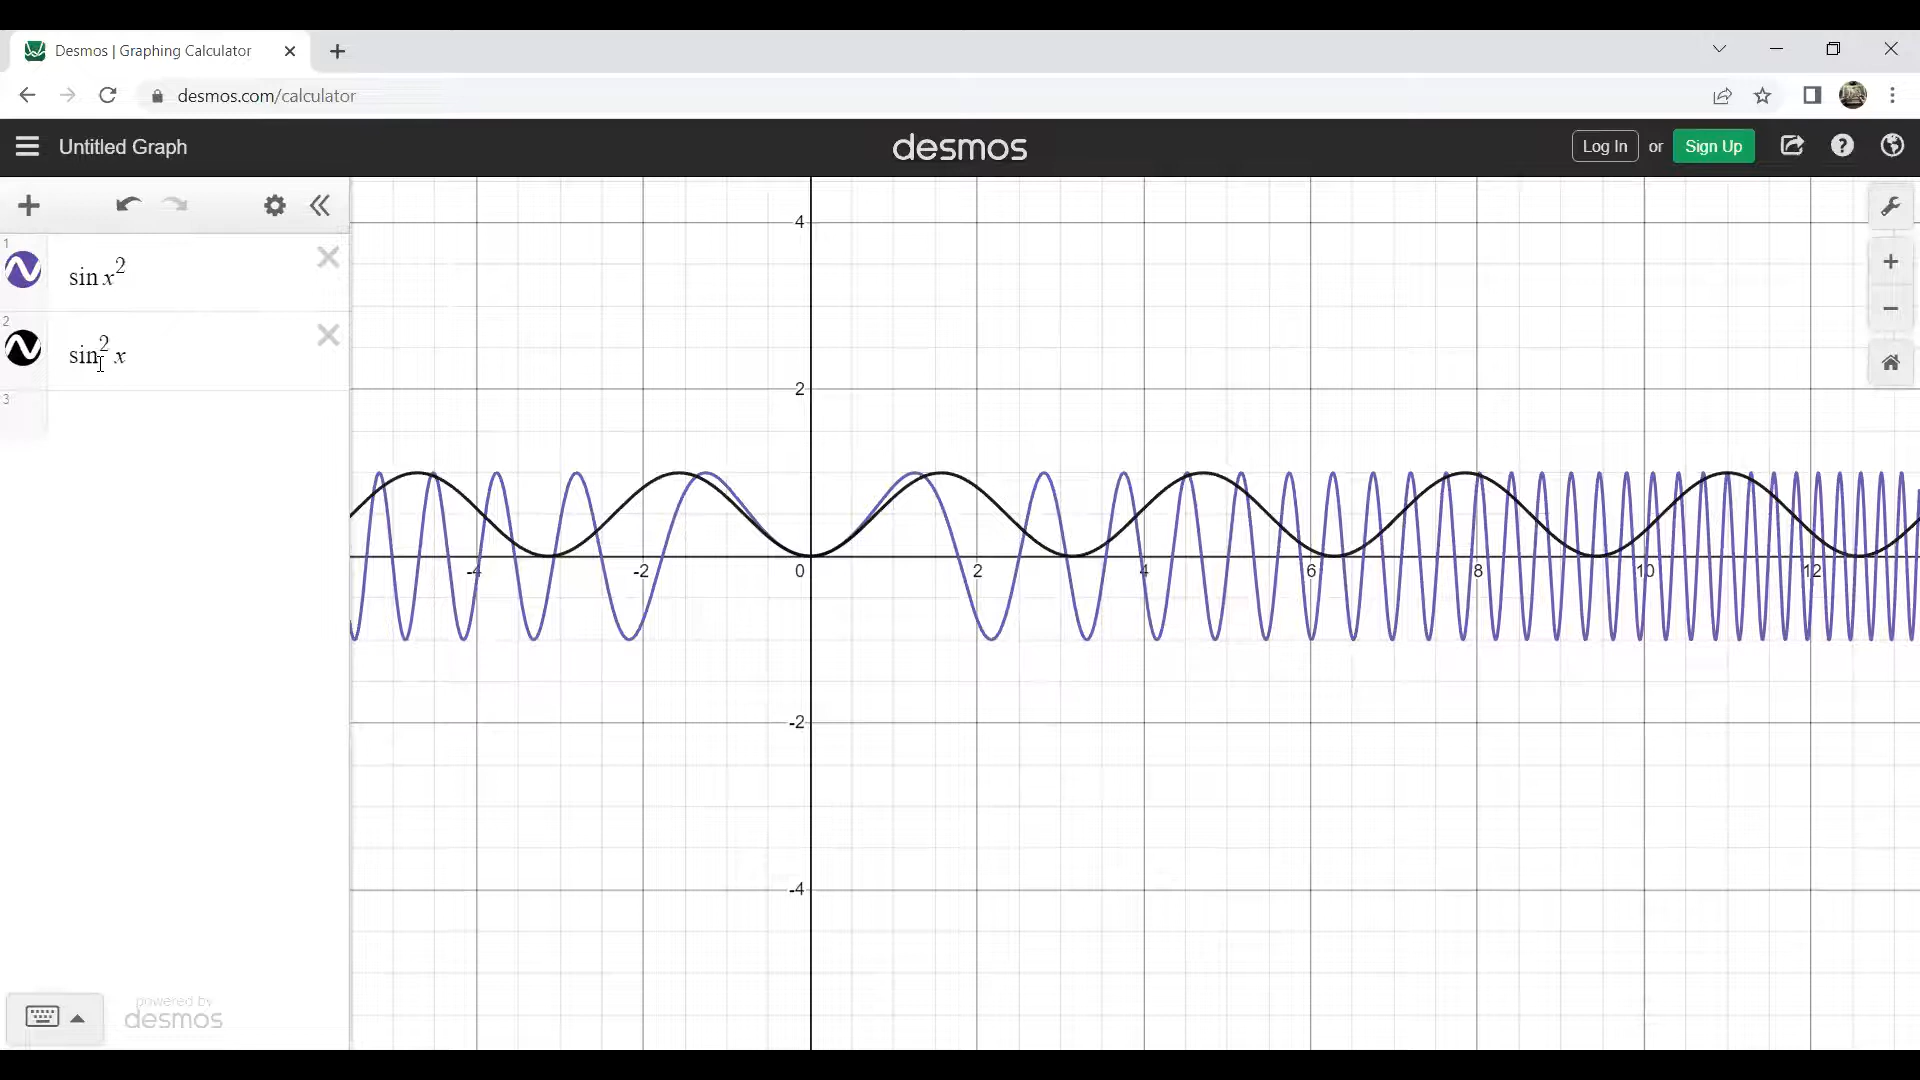 Desmos | Graphing Calculator
desmos.com/calculator
Untitled Graph
desmos
Log In or Sign Up
1
sin x²
2
sin² x
3
4
2
-4 -2 0 2 4 6 8 10 12
-2
-4
powered by
desmos